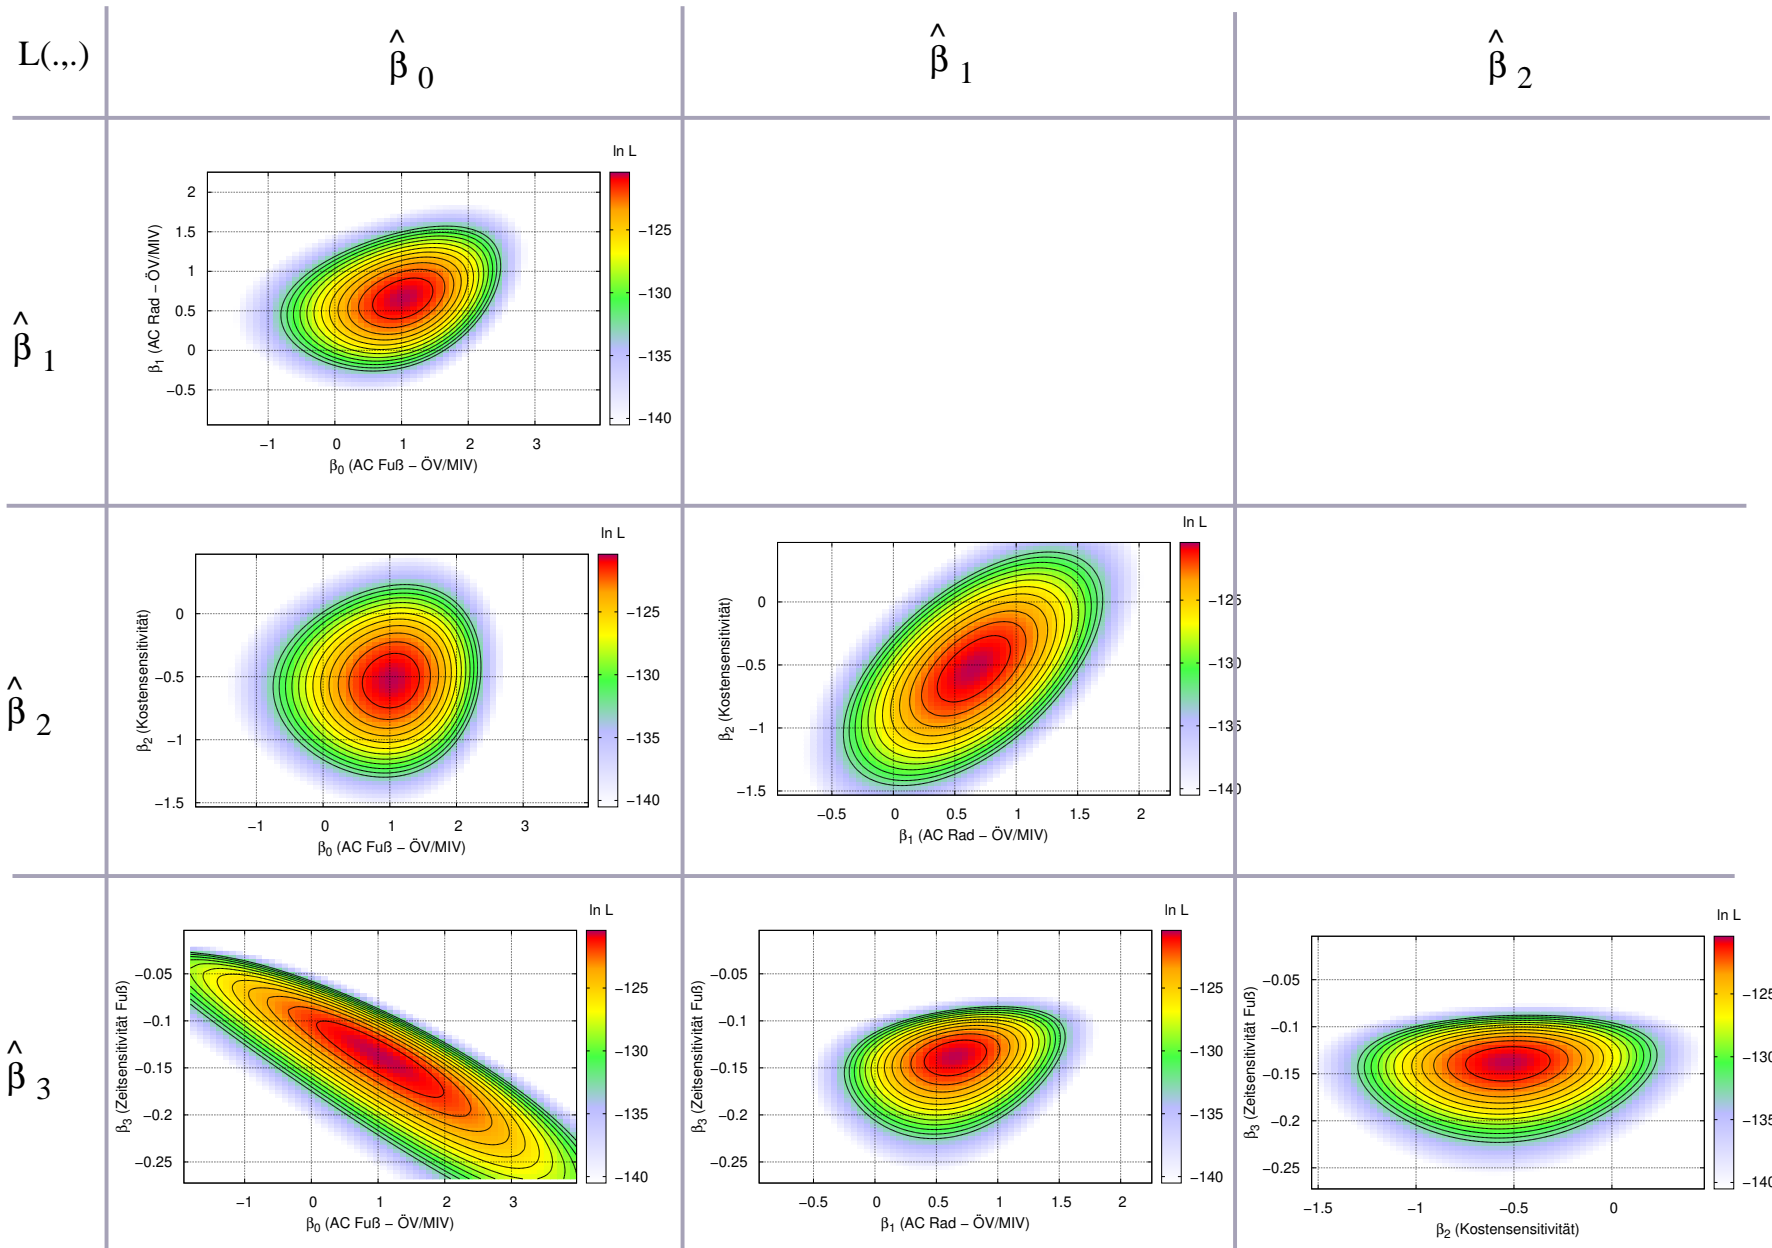 L(.,.)
^
β 0
^
β 1
^
β 2
^
β 1
ln L
2
1.5
1
0.5
0
−0.5
−1 0 1 2 3
β1 (AC Rad − ÖV/MIV)
β0 (AC Fuß − ÖV/MIV)
−125
−130
−135
−140
^
β 2
ln L
0
−0.5
−1
−1.5
−1 0 1 2 3
β2 (Kostensensitivität)
β0 (AC Fuß − ÖV/MIV)
−125
−130
−135
−140
ln L
0
−0.5
−1
−1.5
−0.5 0 0.5 1 1.5 2
β2 (Kostensensitivität)
β1 (AC Rad − ÖV/MIV)
−125
−130
−135
−140
^
β 3
ln L
−0.05
−0.1
−0.15
−0.2
−0.25
−1 0 1 2 3
β3 (Zeitsensitivität Fuß)
β0 (AC Fuß − ÖV/MIV)
−125
−130
−135
−140
ln L
−0.05
−0.1
−0.15
−0.2
−0.25
−0.5 0 0.5 1 1.5 2
β3 (Zeitsensitivität Fuß)
β1 (AC Rad − ÖV/MIV)
−125
−130
−135
−140
ln L
−0.05
−0.1
−0.15
−0.2
−0.25
−1.5 −1 −0.5 0
β3 (Zeitsensitivität Fuß)
β2 (Kostensensitivität)
−125
−130
−135
−140